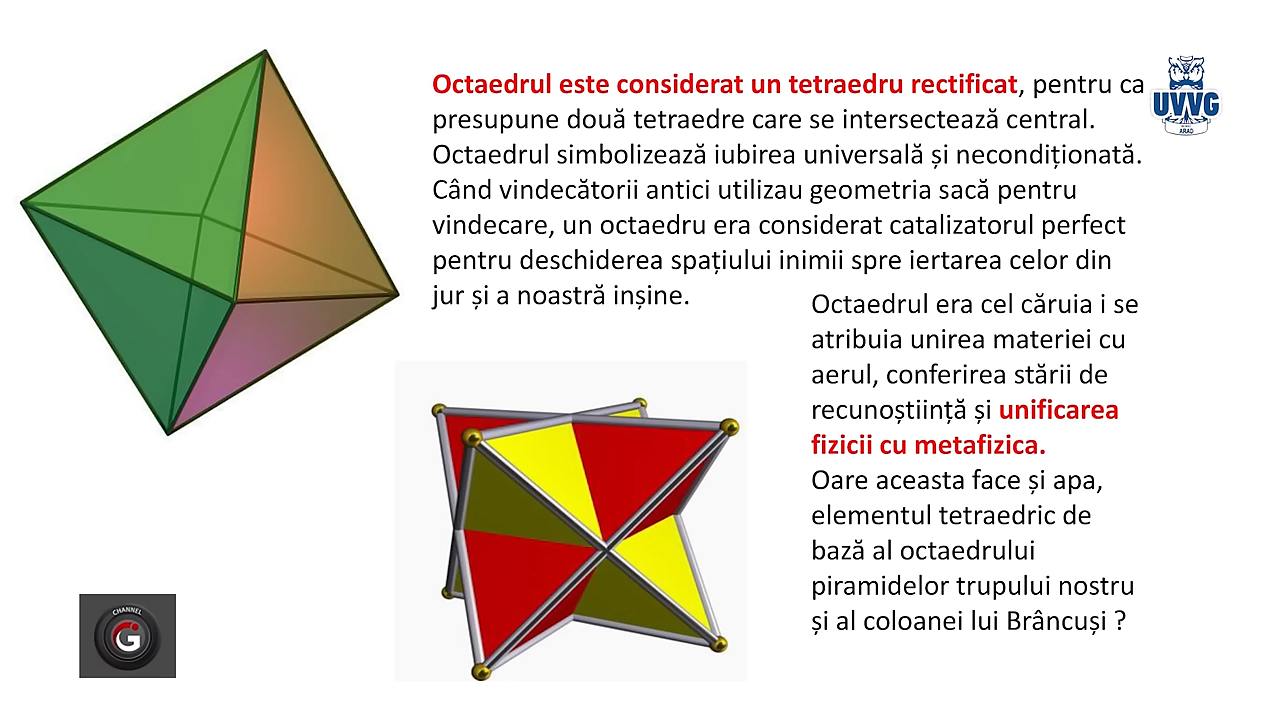 Octaedrul este considerat un tetraedru rectificat, pentru ca
presupune două tetraedre care se intersectează central.
Octaedrul simbolizează iubirea universală și necondiționată.
Când vindecătorii antici utilizau geometria sacă pentru
vindecare, un octaedru era considerat catalizatorul perfect
pentru deschiderea spațiului inimii spre iertarea celor din
jur și a noastră inșine.
Octaedrul era cel căruia i se
atribuia unirea materiei cu
aerul, conferirea stării de
recunoștiință și unificarea
fizicii cu metafizica.
Oare aceasta face și apa,
elementul tetraedric de
bază al octaedrului
piramidelor trupului nostru
și al coloanei lui Brâncuși ?
UVVG
ARAD
CHANNEL
G